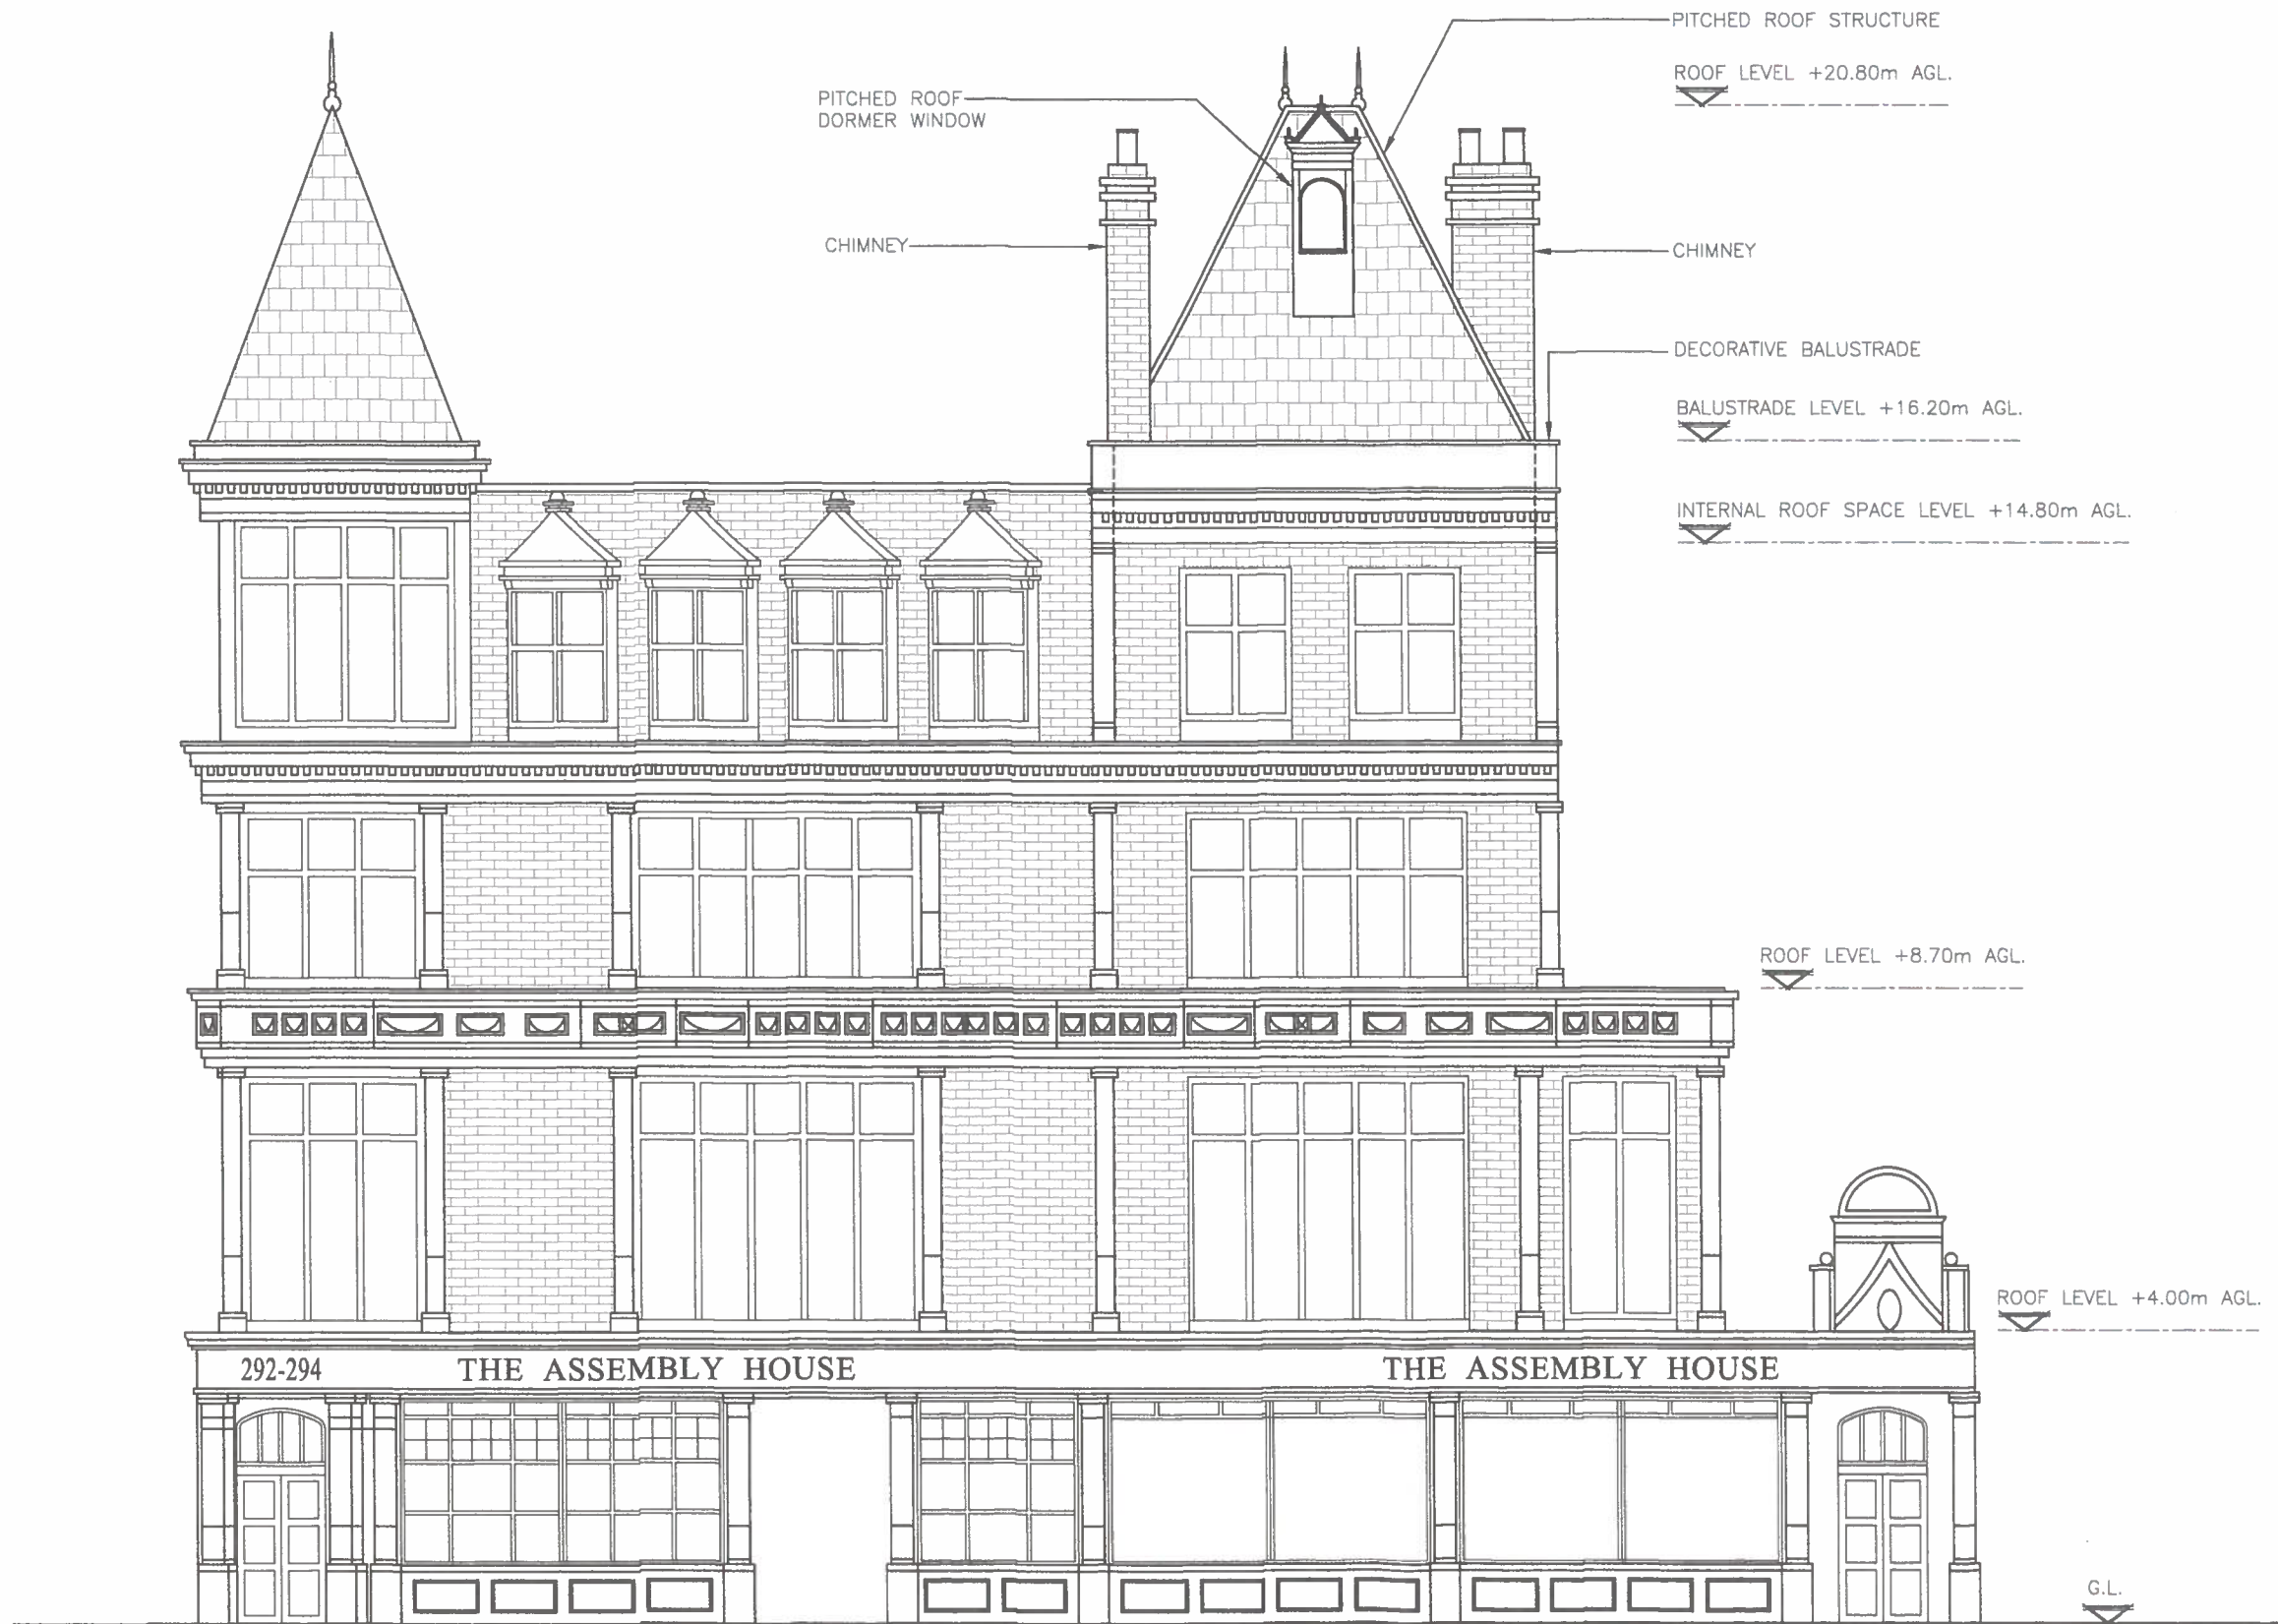 PITCHED ROOF STRUCTURE
ROOF LEVEL +20.80m AGL.
PITCHED ROOF
DORMER WINDOW
CHIMNEY
CHIMNEY
DECORATIVE BALUSTRADE
BALUSTRADE LEVEL +16.20m AGL.
INTERNAL ROOF SPACE LEVEL +14.80m AGL.
ROOF LEVEL +8.70m AGL.
ROOF LEVEL +4.00m AGL.
292-294 THE ASSEMBLY HOUSE THE ASSEMBLY HOUSE
G.L.